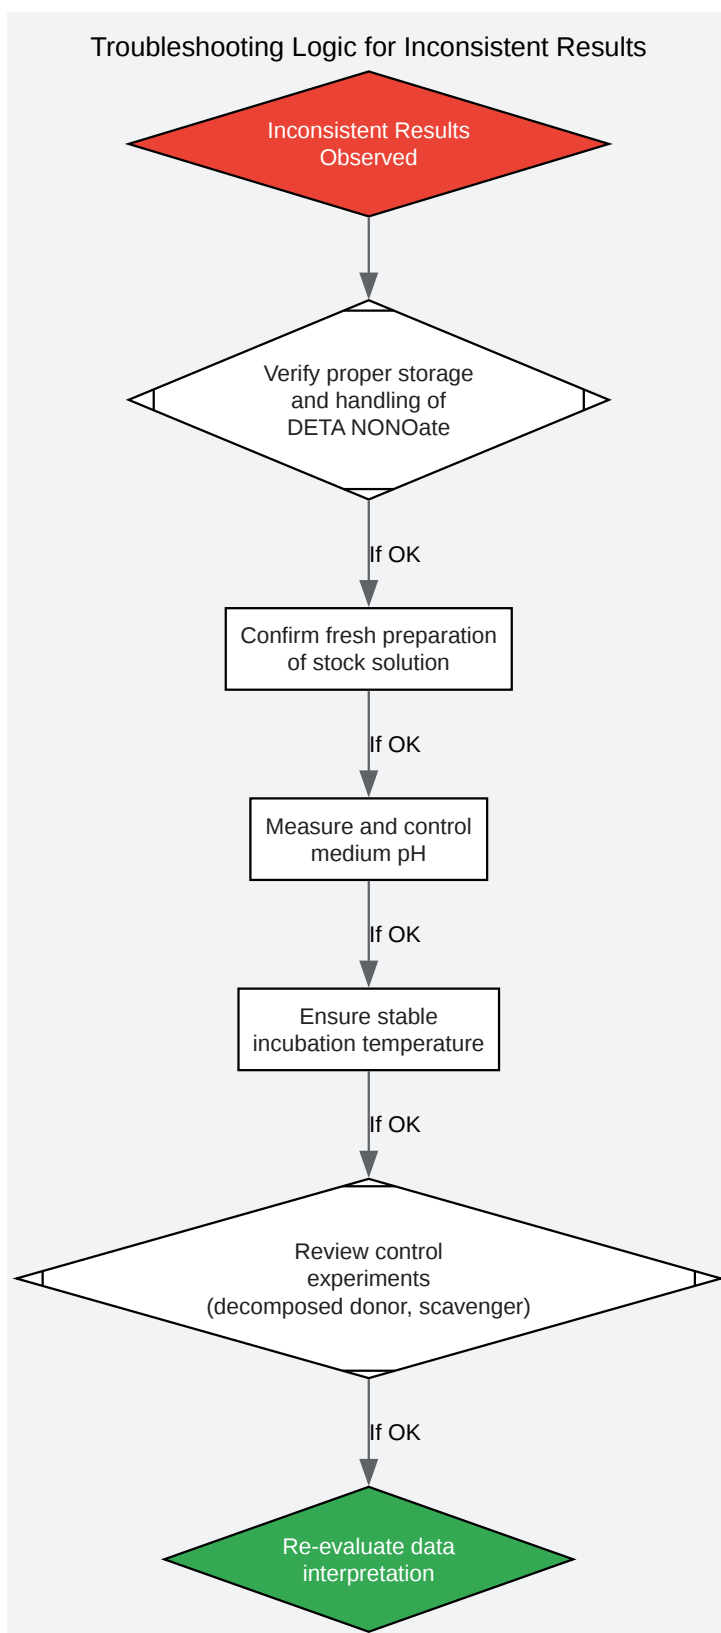 Troubleshooting Logic for Inconsistent Results
Inconsistent Results
Observed
Verify proper storage
and handling of
DETA NONOate
If OK
Confirm fresh preparation
of stock solution
If OK
Measure and control
medium pH
If OK
Ensure stable
incubation temperature
If OK
Review control
experiments
(decomposed donor, scavenger)
If OK
Re-evaluate data
interpretation